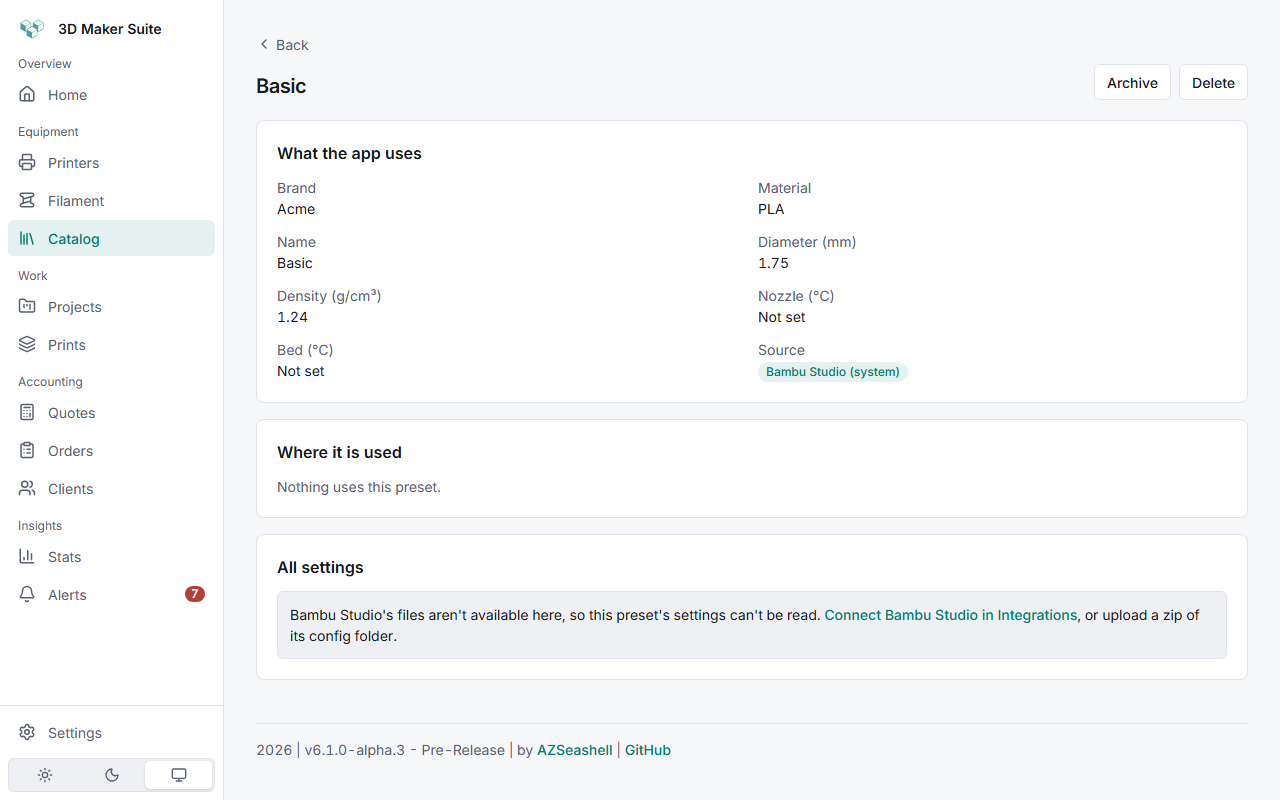 3D Maker Suite
Overview
Home
Equipment
Printers
Filament
Catalog
Work
Projects
Prints
Accounting
Quotes
Orders
Clients
Insights
Stats
Alerts 7
Settings
Back
Basic
Archive Delete
What the app uses
Brand
Acme
Material
PLA
Name
Basic
Diameter (mm)
1.75
Density (g/cm³)
1.24
Nozzle (°C)
Not set
Bed (°C)
Not set
Source
Bambu Studio (system)
Where it is used
Nothing uses this preset.
All settings
Bambu Studio's files aren't available here, so this preset's settings can't be read. Connect Bambu Studio in Integrations, or upload a zip of
its config folder.
2026 | v6.1.0-alpha.3 - Pre-Release | by AZSeashell | GitHub